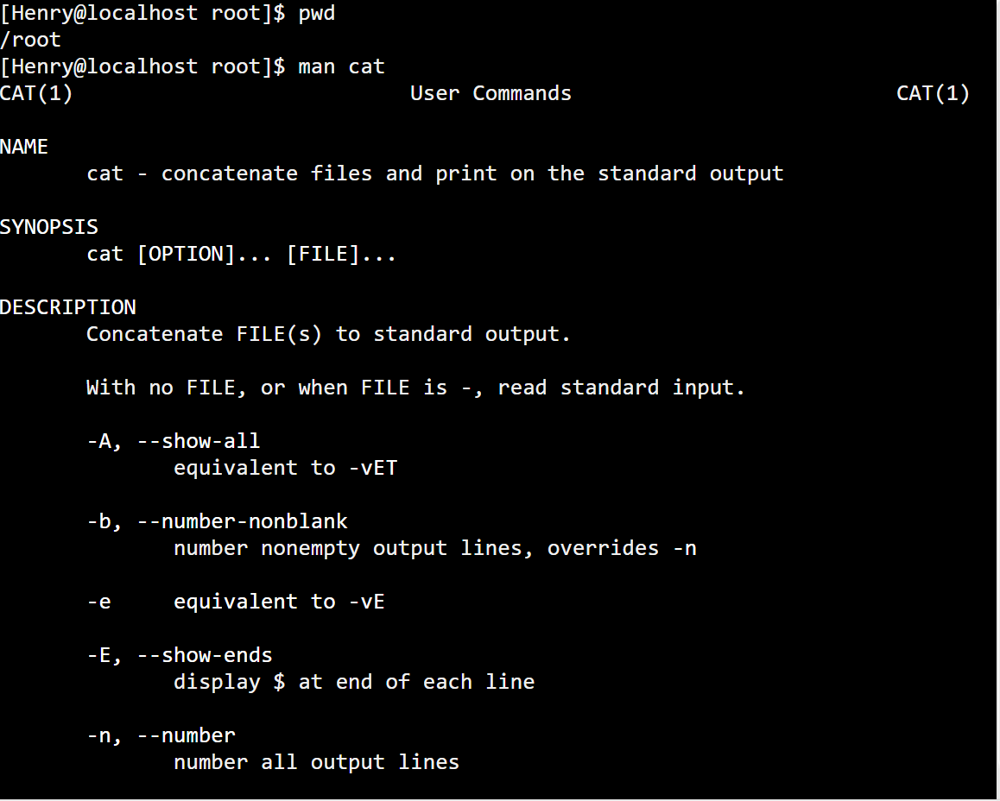 [Henry@localhost root]$ pwd
/root
[Henry@localhost root]$ man cat
CAT(1) User Commands CAT(1)
NAME
cat - concatenate files and print on the standard output
SYNOPSIS
cat [OPTION]... [FILE]...
DESCRIPTION
Concatenate FILE(s) to standard output.
With no FILE, or when FILE is -, read standard input.
-A, --show-all
equivalent to -vET
-b, --number-nonblank
number nonempty output lines, overrides -n
-e equivalent to -vE
-E, --show-ends
display $ at end of each line
-n, --number
number all output lines